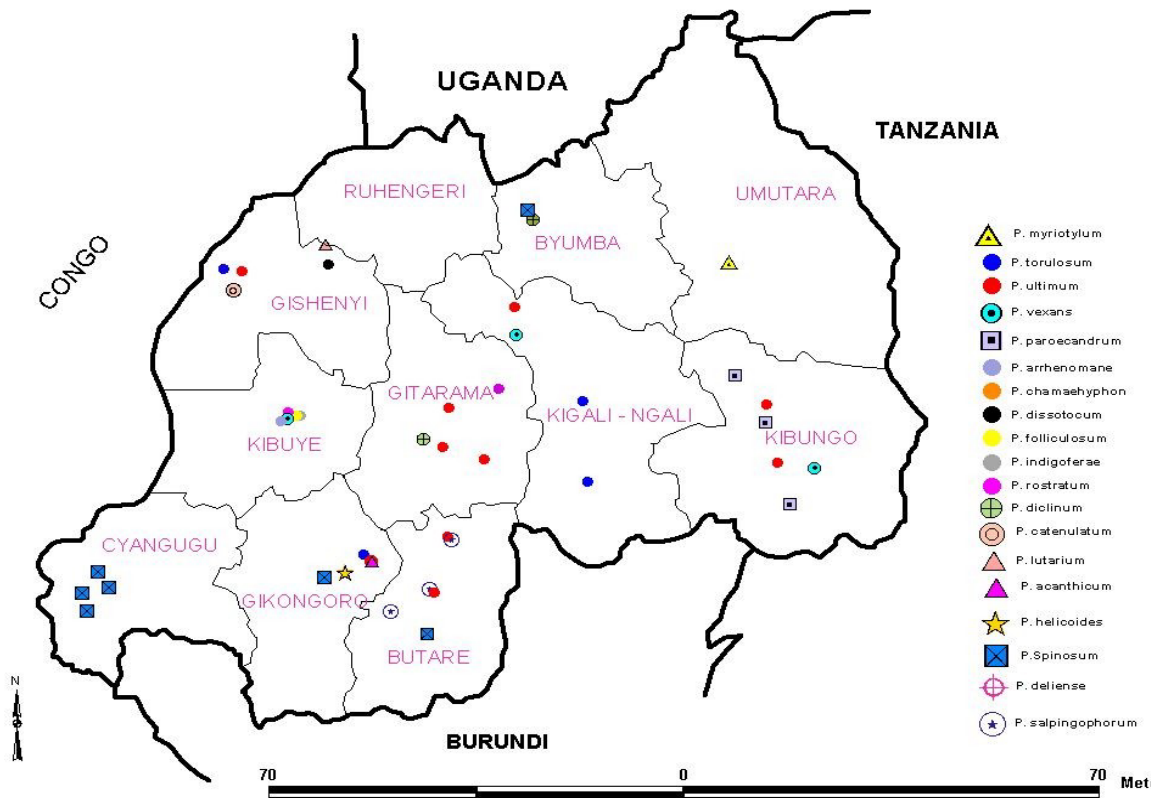 UGANDA
TANZANIA
CONGO
RUHENGERI
UMUTARA
BYUMBA
GISHENYI
GITARAMA
KIGALI - NGALI
KIBUYE
KIBUNGO
CYANGUGU
GIKONGORO
BUTARE
BURUNDI
P. myriotylum
P. torulosum
P. ultimum
P. vexans
P. paroecandrum
P. arrhenomane
P. chamaehyphon
P. dissotocum
P. folliculosum
P. indigoferae
P. rostratum
P. diclinum
P. catenulatum
P. lutarium
P. acanthicum
P. helicoides
P.Spinosum
P. deliense
P. salpingophorum
N
70 0 70 Met